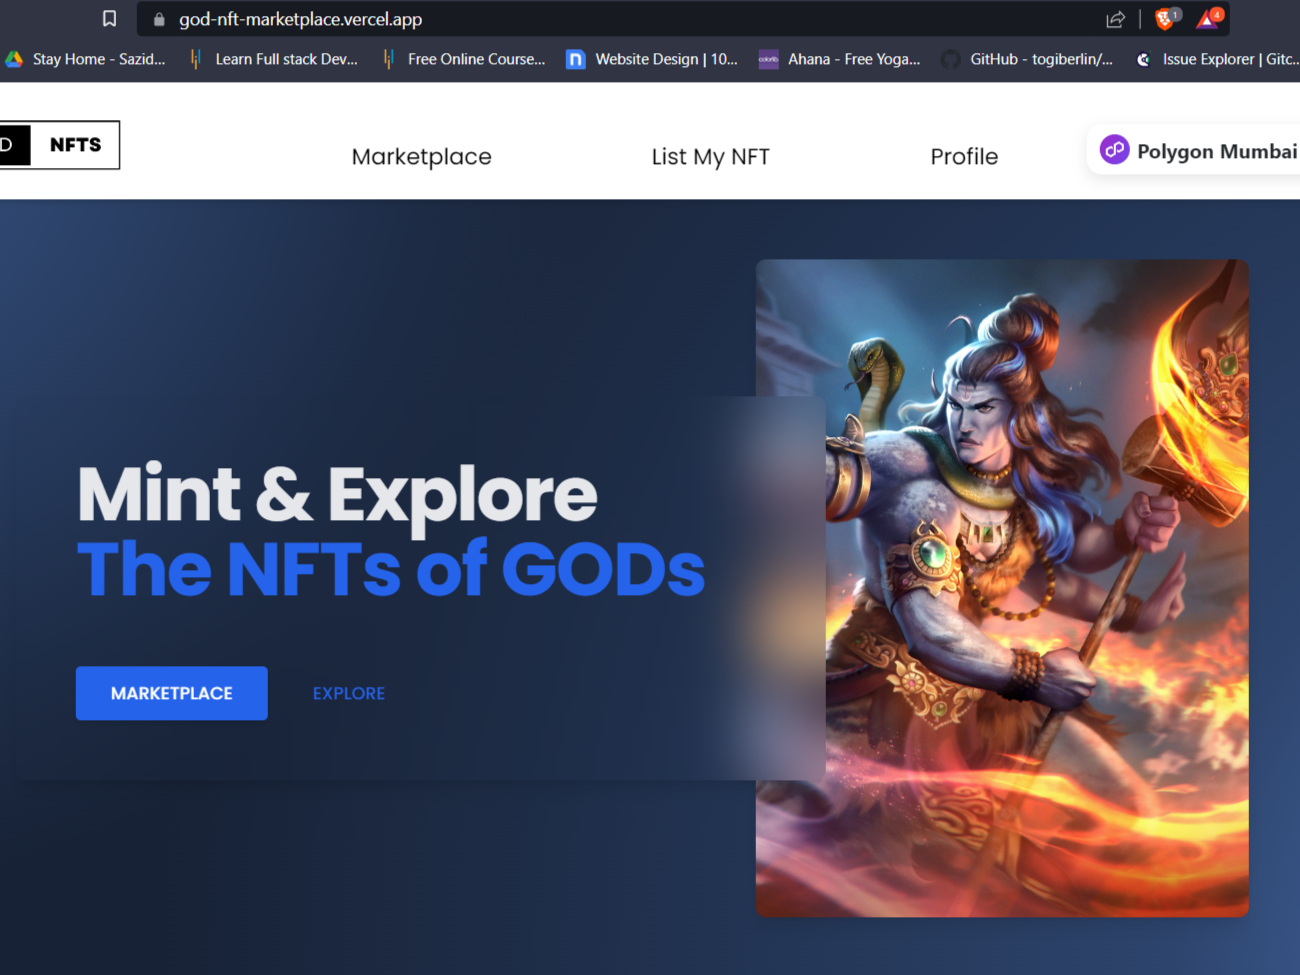 god-nft-marketplace.vercel.app
1
4
Stay Home - Sazid...
Learn Full stack Dev...
Free Online Course...
Website Design | 10...
Ahana - Free Yoga...
GitHub - togiberlin/...
Issue Explorer | Gitc...
D NFTS
Marketplace
List My NFT
Profile
Polygon Mumbai
Mint & Explore
The NFTs of GODs
MARKETPLACE
EXPLORE